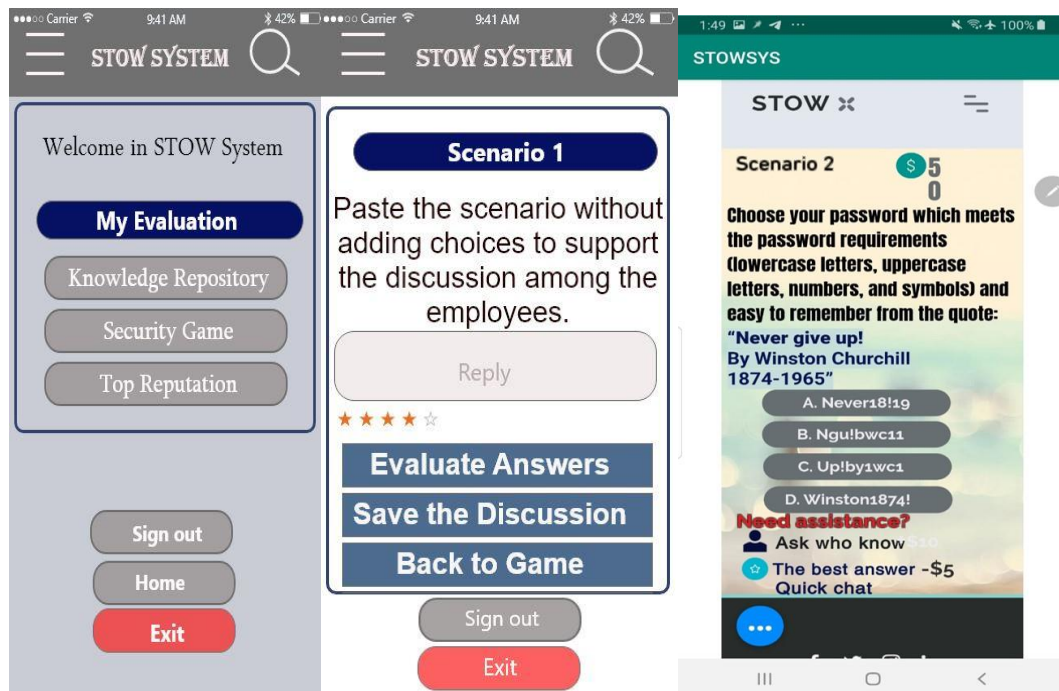 Carrier 9:41 AM 42%
STOW SYSTEM
Welcome in STOW System
My Evaluation
Knowledge Repository
Security Game
Top Reputation
Sign out
Home
Exit
Carrier 9:41 AM 42%
STOW SYSTEM
Scenario 1
Paste the scenario without
adding choices to support
the discussion among the
employees.
Reply
Evaluate Answers
Save the Discussion
Back to Game
Sign out
Exit
1:49 100%
STOWSYS
STOW
Scenario 2 $ 5
0
Choose your password which meets
the password requirements
(lowercase letters, uppercase
letters, numbers, and symbols) and
easy to remember from the quote:
“Never give up!
By Winston Churchill
1874-1965”
A. Never18!19
B. Ngu!bwc11
C. Up!by1wc1
D. Winston1874!
Need assistance?
Ask who know
The best answer -$5
Quick chat